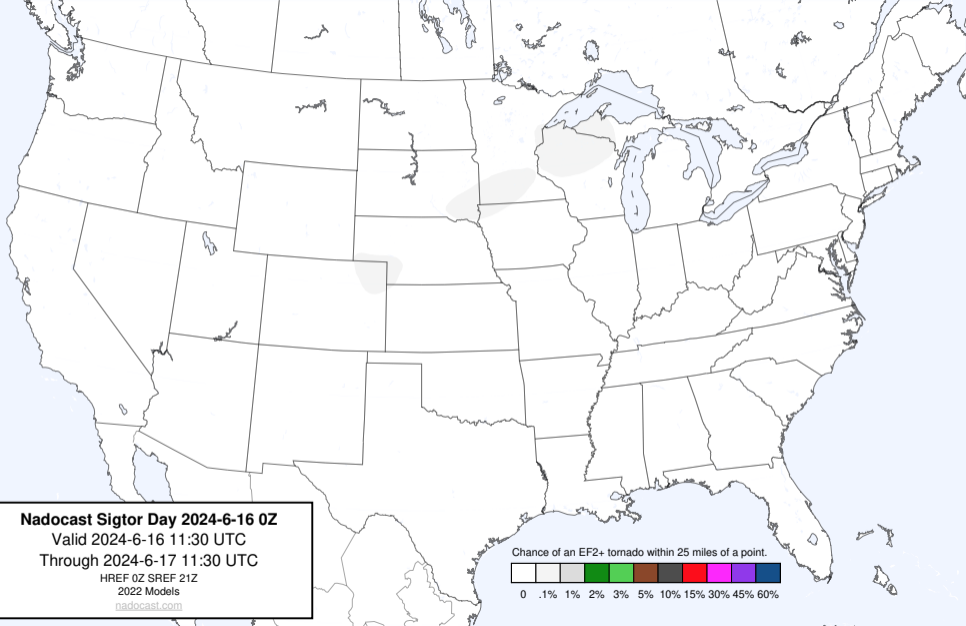 Nadocast Sigtor Day 2024-6-16 0Z
Valid 2024-6-16 11:30 UTC
Through 2024-6-17 11:30 UTC
HREF 0Z SREF 21Z
2022 Models
nadocast.com
Chance of an EF2+ tornado within 25 miles of a point.
0 .1% 1% 2% 3% 5% 10% 15% 30% 45% 60%